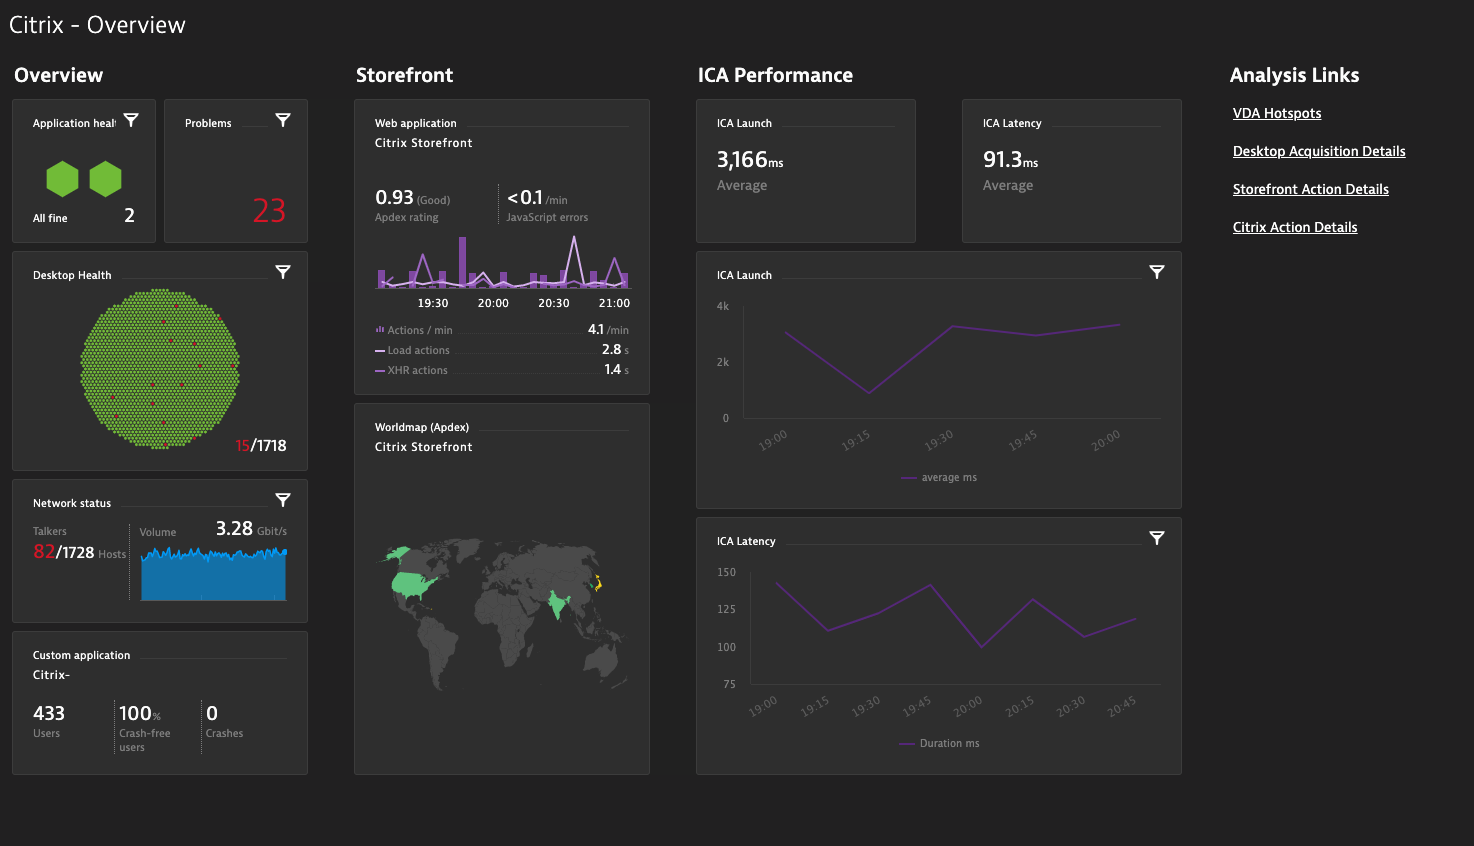 Citrix - Overview
Overview
Application healt
All fine 2
Problems
23
Desktop Health
15/1718
Network status
Talkers
82/1728 Hosts
Volume 3.28 Gbit/s
Custom application
Citrix-
433
Users
100%
Crash-free
users
0
Crashes
Storefront
Web application
Citrix Storefront
0.93 (Good)
Apdex rating
<0.1 /min
JavaScript errors
19:30 20:00 20:30 21:00
Actions / min 4.1 /min
Load actions 2.8 s
XHR actions 1.4 s
Worldmap (Apdex)
Citrix Storefront
ICA Performance
ICA Launch
3,166ms
Average
ICA Latency
91.3ms
Average
ICA Launch
4k
2k
0
19:00 19:15 19:30 19:45 20:00
average ms
ICA Latency
150
125
100
75
19:00 19:15 19:30 19:45 20:00 20:15 20:30 20:45
Duration ms
Analysis Links
VDA Hotspots
Desktop Acquisition Details
Storefront Action Details
Citrix Action Details